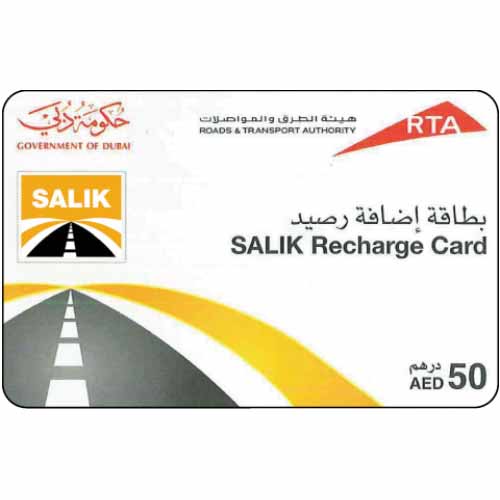 حكومة دبي
GOVERNMENT OF DUBAI
هيئة الطرق والمواصلات
ROADS & TRANSPORT AUTHORITY
RTA
SALIK
بطاقة إضافة رصيد
SALIK Recharge Card
درهم
AED 50